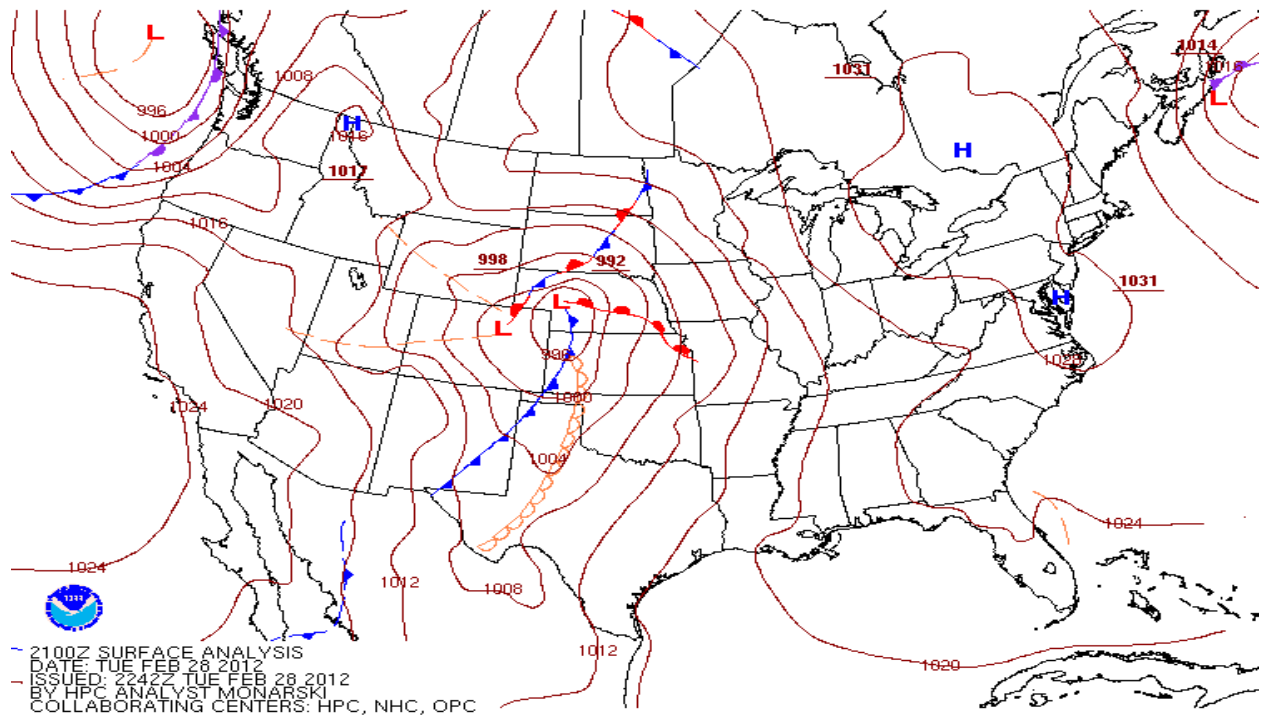 L
1014
1016
1031
L
1008
996
H
1016
1000
H
1004
1017
1016
998
992
1031
H
L
L
996
1028
1000
1024
1020
1004
1024
1024
1012
1008
1012
1020
2100Z SURFACE ANALYSIS
DATE: TUE FEB 28 2012
ISSUED: 2242Z TUE FEB 28 2012
BY HPC ANALYST MONARSKI
COLLABORATING CENTERS: HPC, NHC, OPC